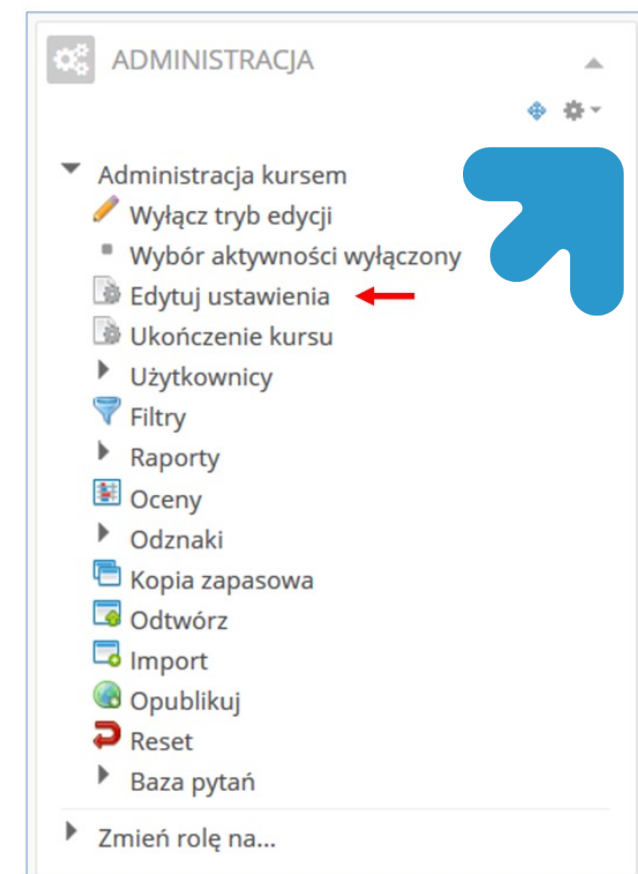 ADMINISTRACJA
Administracja kursem
Wyłącz tryb edycji
Wybór aktywności wyłączony
Edytuj ustawienia
Ukończenie kursu
Użytkownicy
Filtry
Raporty
Oceny
Odznaki
Kopia zapasowa
Odtwórz
Import
Opublikuj
Reset
Baza pytań
Zmień rolę na...